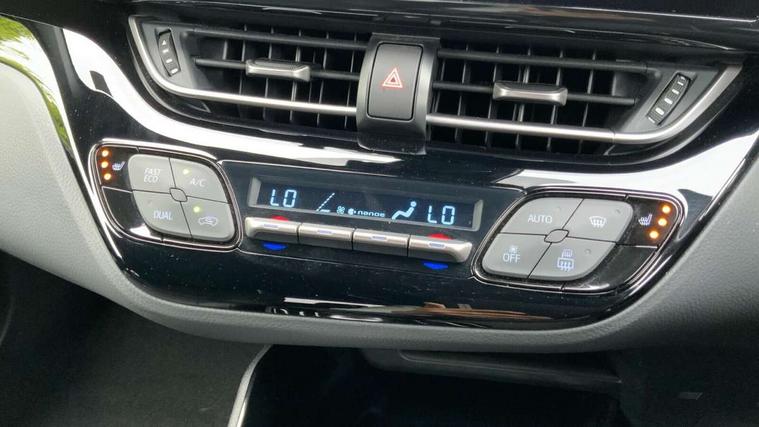 FAST
ECO
A/C
DUAL
LO
nanoe
LO
AUTO
OFF